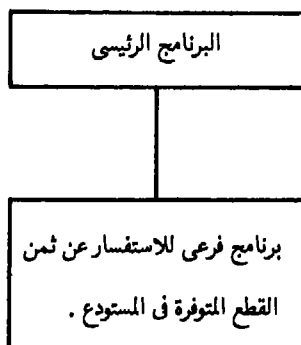 البرنامج الرئيسى
برنامج فرعى للاستفسار عن ثمن
القطع المتوفرة فى المستودع .